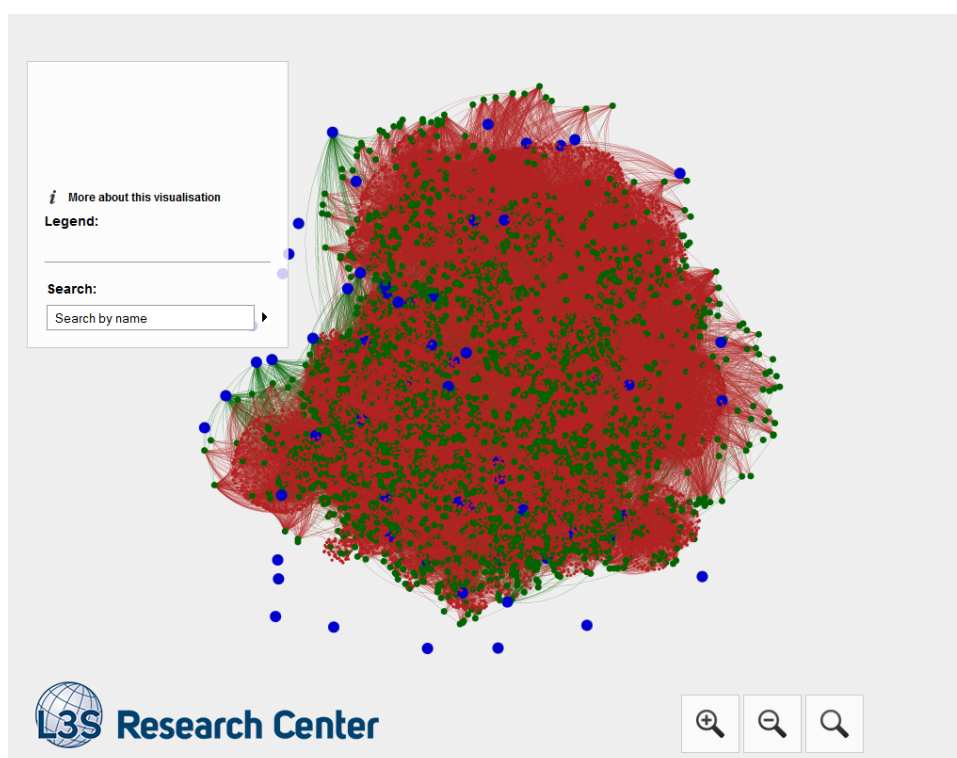 More about this visualisation
Legend:
Search:
Search by name
L3S Research Center